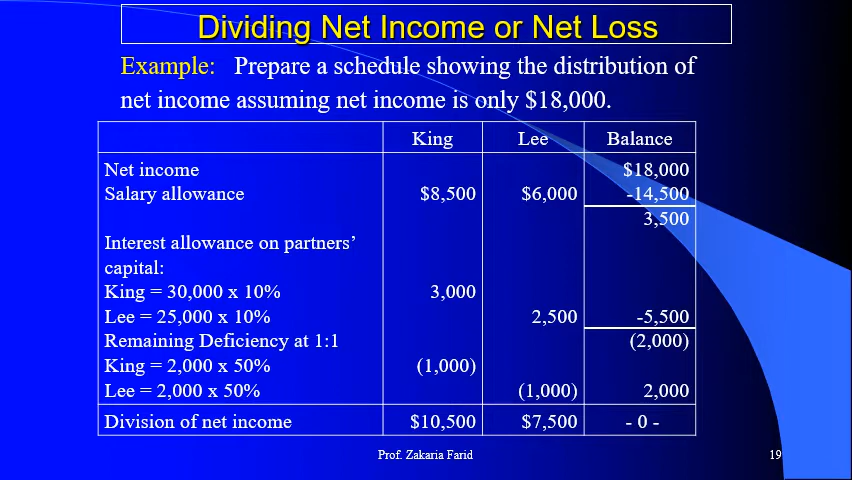 Dividing Net Income or Net Loss
Example: Prepare a schedule showing the distribution of
net income assuming net income is only $18,000.
King Lee Balance
Net income $18,000
Salary allowance $8,500 $6,000 -14,500
3,500
Interest allowance on partners’
capital:
King = 30,000 x 10% 3,000
Lee = 25,000 x 10% 2,500 -5,500
Remaining Deficiency at 1:1 (2,000)
King = 2,000 x 50% (1,000)
Lee = 2,000 x 50% (1,000) 2,000
Division of net income $10,500 $7,500 - 0 -
Prof. Zakaria Farid 19